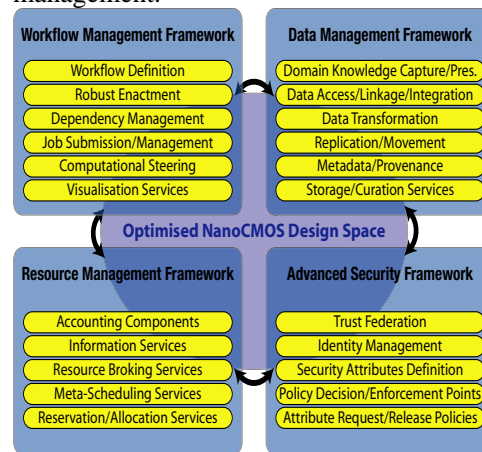 management.
Workflow Management Framework
Workflow Definition
Robust Enactment
Dependency Management
Job Submission/Management
Computational Steering
Visualisation Services
Data Management Framework
Domain Knowledge Capture/Pres.
Data Access/Linkage/Integration
Data Transformation
Replication/Movement
Metadata/Provenance
Storage/Curation Services
Optimised NanoCMOS Design Space
Resource Management Framework
Accounting Components
Information Services
Resource Broking Services
Meta-Scheduling Services
Reservation/Allocation Services
Advanced Security Framework
Trust Federation
Identity Management
Security Attributes Definition
Policy Decision/Enforcement Points
Attribute Request/Release Policies